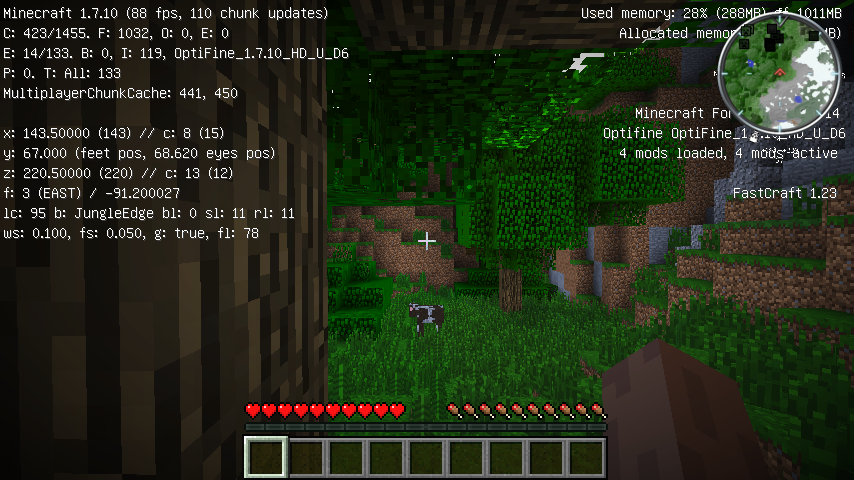 Minecraft 1.7.10 (88 fps, 110 chunk updates)
C: 423/1455. F: 1032, O: 0, E: 0
E: 14/133. B: 0, I: 119, OptiFine_1.7.10_HD_U_D6
P: 0. T: All: 133
MultiplayerChunkCache: 441, 450
x: 143.50000 (143) // c: 8 (15)
y: 67.000 (feet pos, 68.620 eyes pos)
z: 220.50000 (220) // c: 13 (12)
f: 3 (EAST) / -91.200027
lc: 95 b: JungleEdge bl: 0 sl: 11 rl: 11
ws: 0.100, fs: 0.050, g: true, fl: 78
Used memory: 28% (288MB) of 1011MB
Allocated
Minecraft
Optifine
4 mods loaded, 4 mods active
FastCraft 1.23